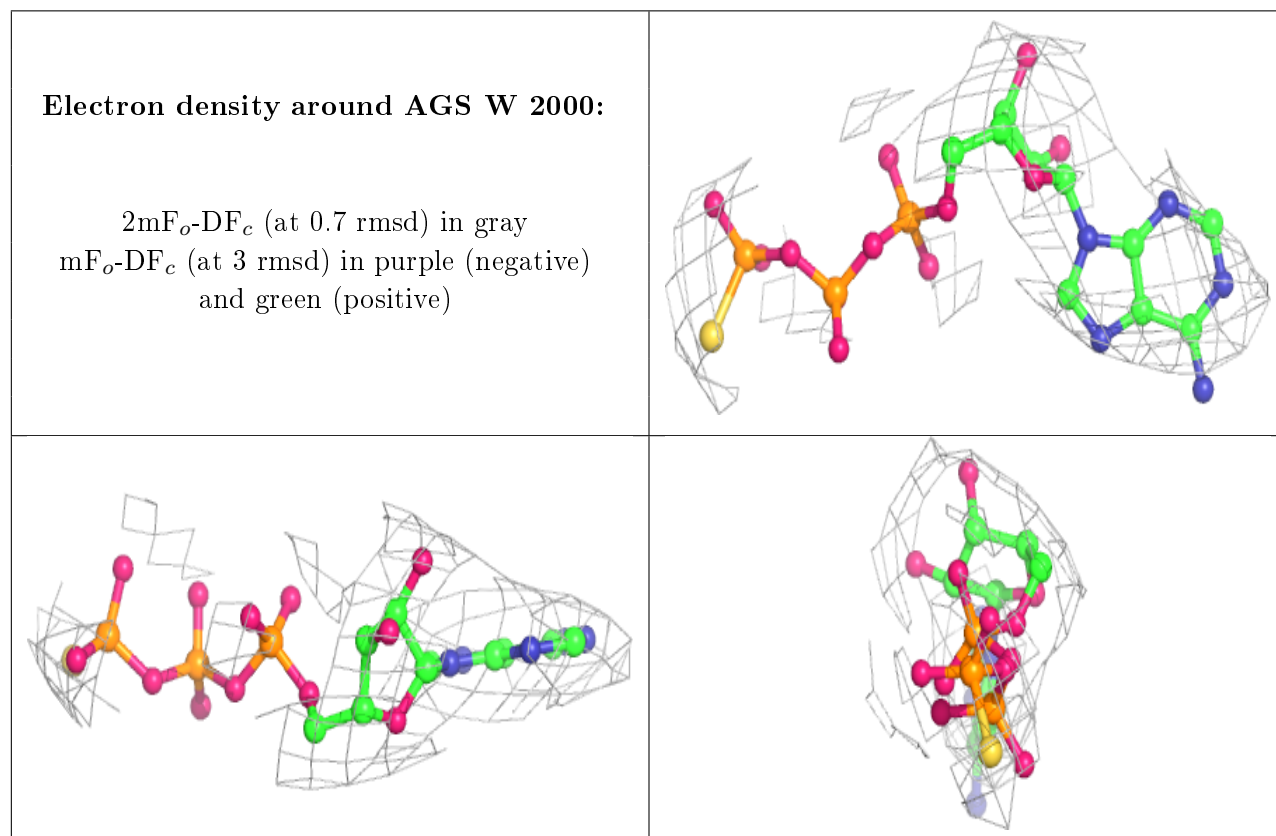 Electron density around AGS W 2000:
2mFo-DFc (at 0.7 rmsd) in gray
mFo-DFc (at 3 rmsd) in purple (negative)
and green (positive)